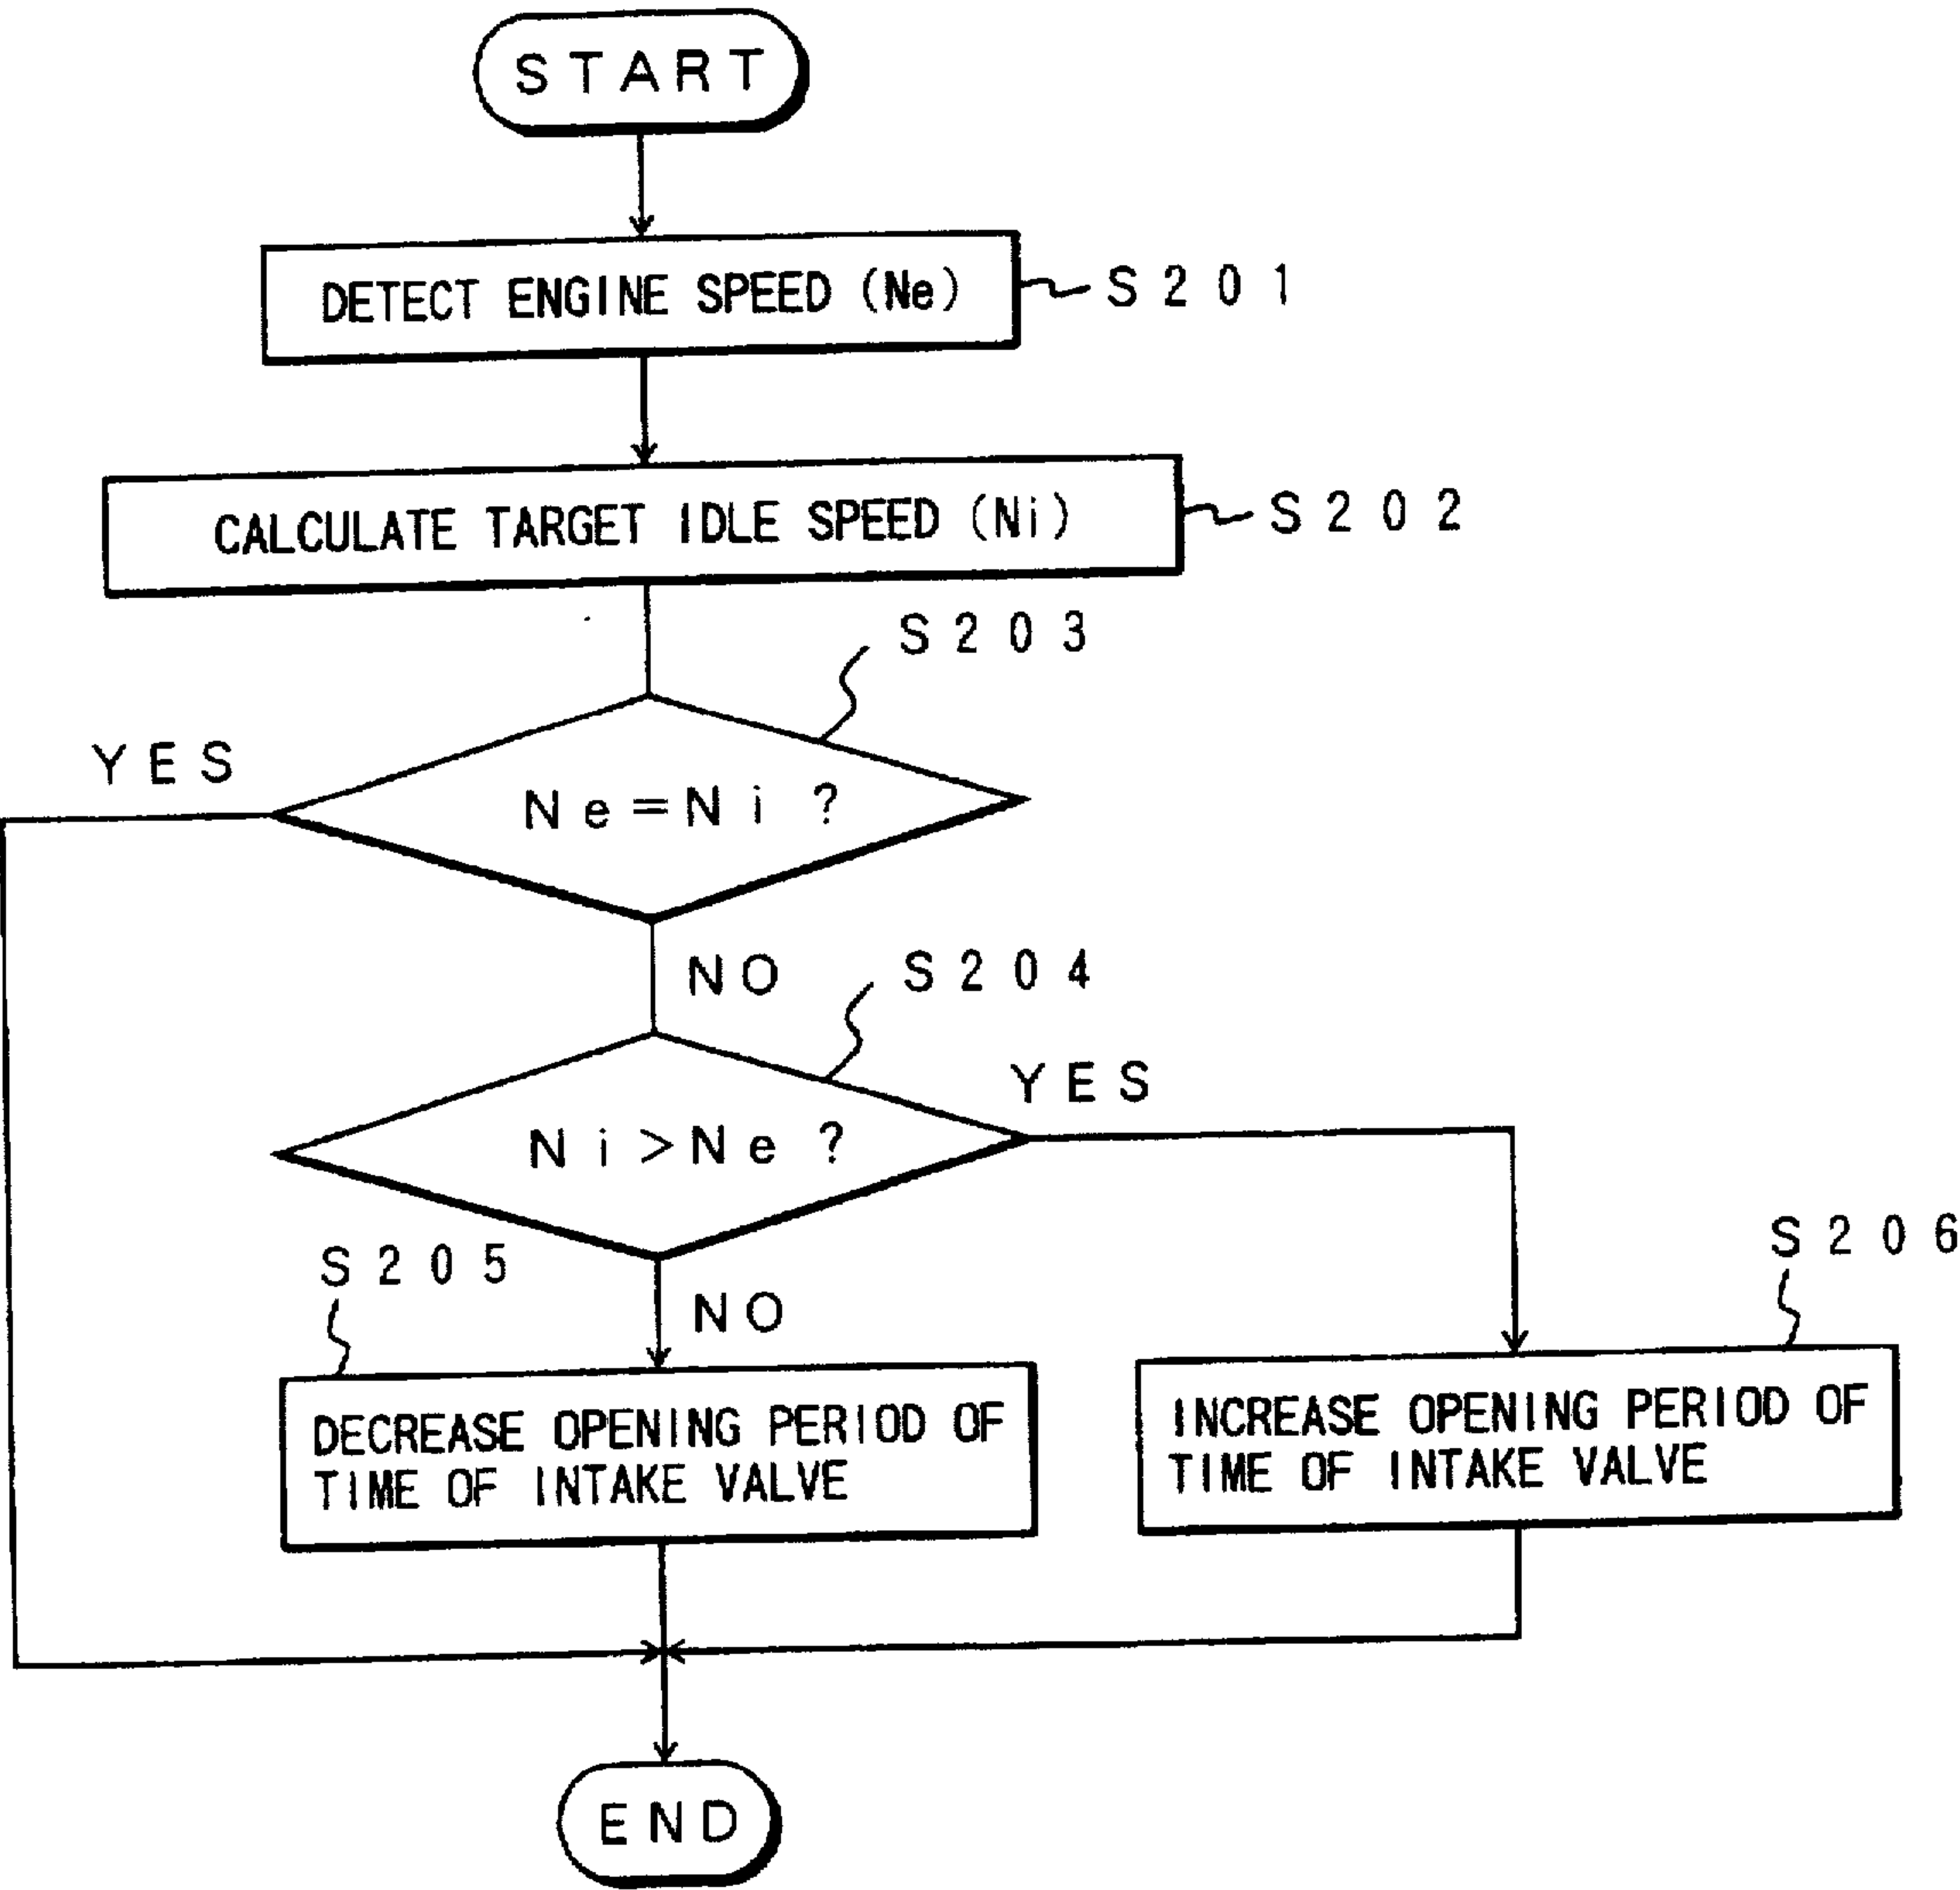 START
DETECT ENGINE SPEED (Ne)
S201
CALCULATE TARGET IDLE SPEED (Ni)
S202
S203
YES
Ne=Ni ?
NO
S204
YES
Ni>Ne ?
S205
NO
S206
DECREASE OPENING PERIOD OF
TIME OF INTAKE VALVE
INCREASE OPENING PERIOD OF
TIME OF INTAKE VALVE
END